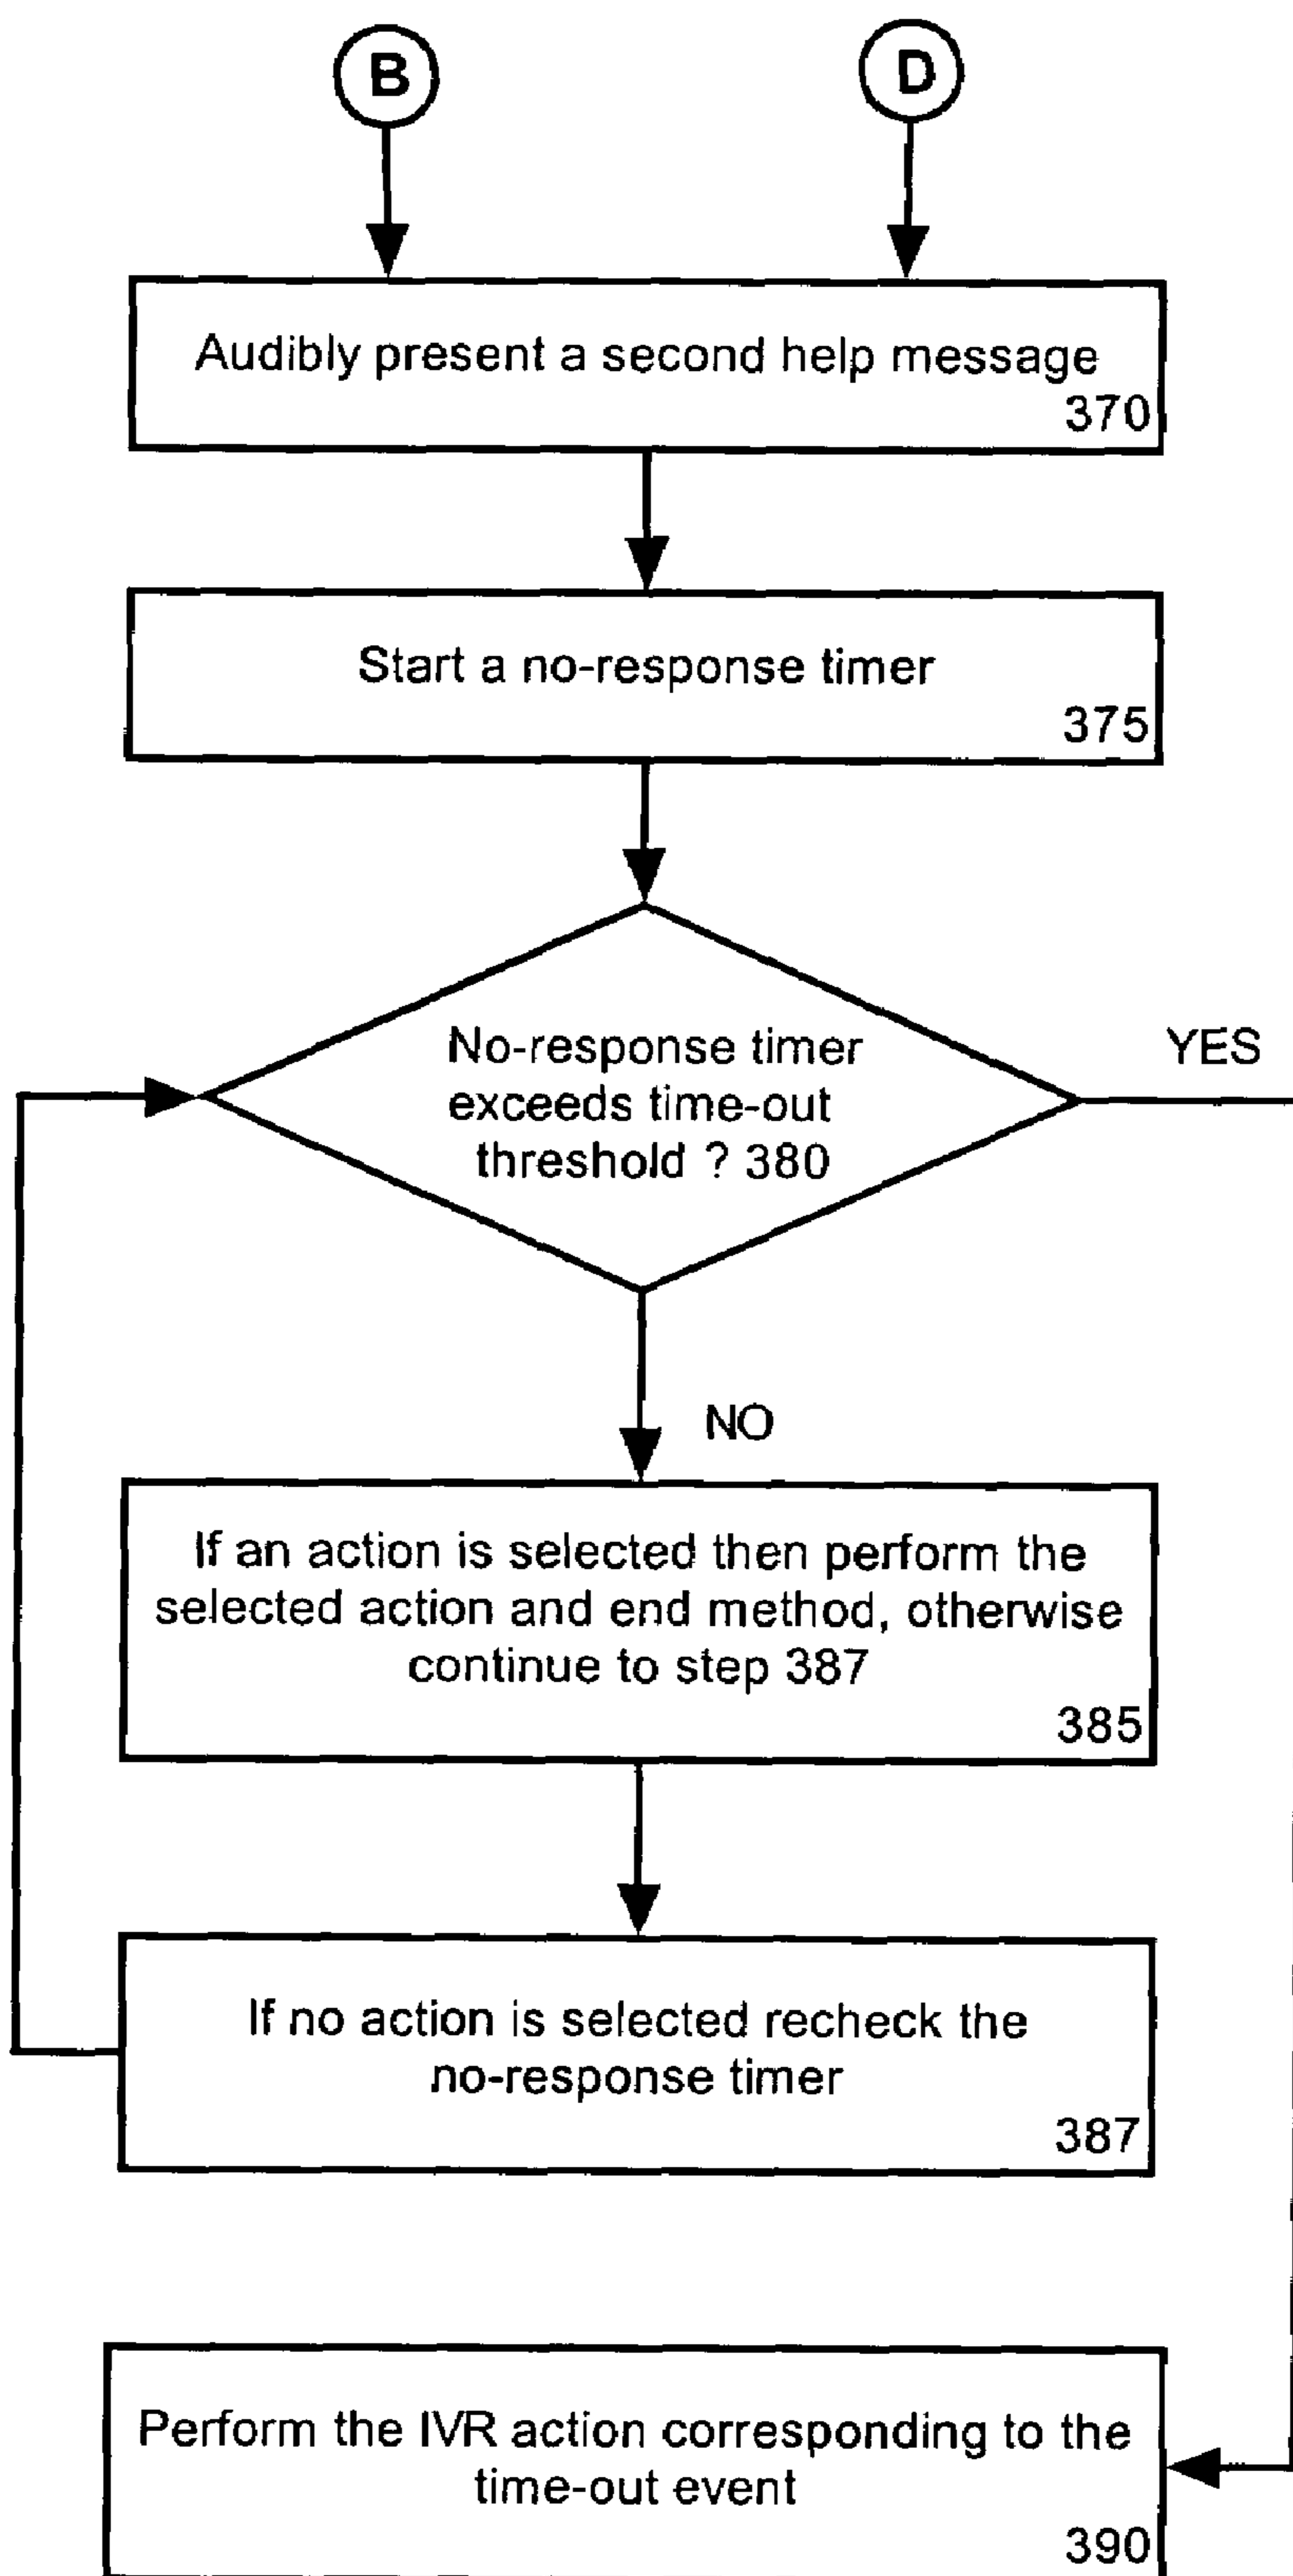 B
D
Audibly present a second help message
370
Start a no-response timer
375
No-response timer
exceeds time-out
threshold ? 380
YES
NO
If an action is selected then perform the
selected action and end method, otherwise
continue to step 387
385
If no action is selected recheck the
no-response timer
387
Perform the IVR action corresponding to the
time-out event
390